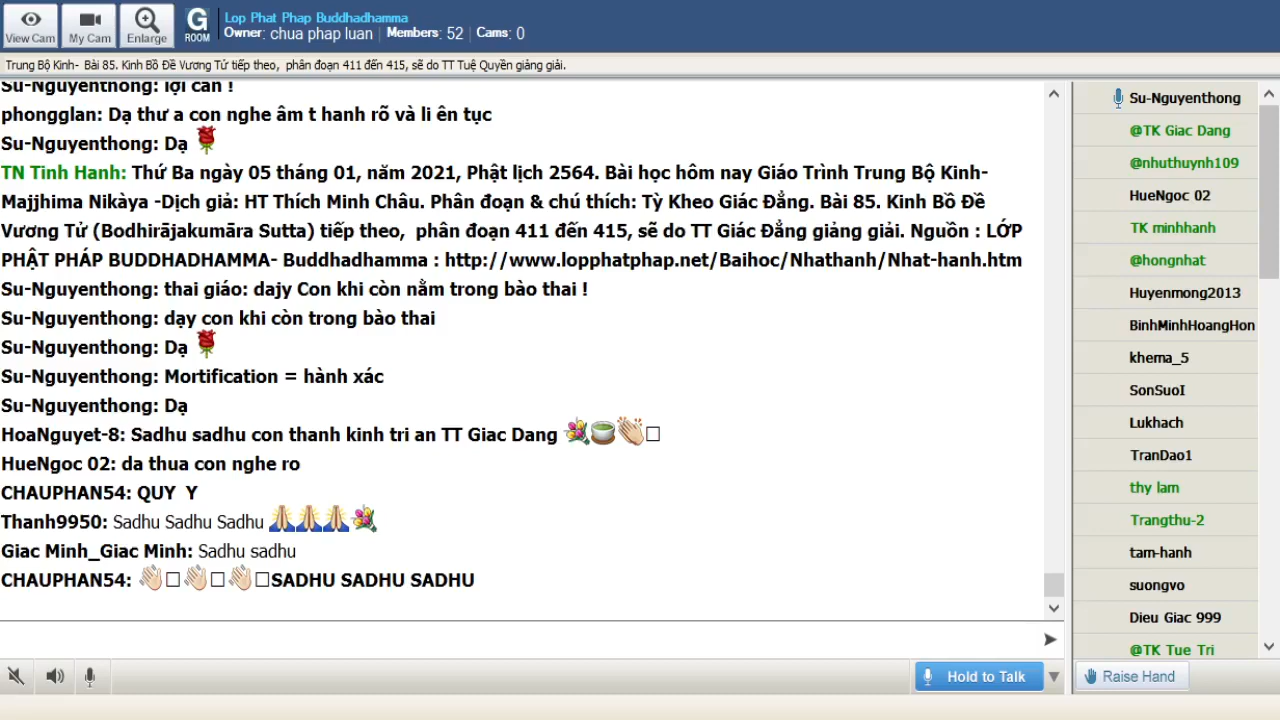 View Cam
My Cam
Enlarge
G
ROOM
Lop Phat Phap Buddhadhamma
Owner: chua phap luan | Members: 52 | Cams: 0
Trung Bộ Kinh- Bài 85. Kinh Bồ Đề Vương Tử tiếp theo, phân đoạn 411 đến 415, sẽ do TT Tuệ Quyền giảng giải.
Su-Nguyenthong: lợi căn !
phongglan: Dạ thư a con nghe âm t hanh rõ và li ên tục
Su-Nguyenthong: Dạ
TN Tinh Hanh: Thứ Ba ngày 05 tháng 01, năm 2021, Phật lịch 2564. Bài học hôm nay Giáo Trình Trung Bộ Kinh-
Majjhima Nikàya -Dịch giả: HT Thích Minh Châu. Phân đoạn & chú thích: Tỳ Kheo Giác Đẳng. Bài 85. Kinh Bồ Đề
Vương Tử (Bodhirājakumāra Sutta) tiếp theo, phân đoạn 411 đến 415, sẽ do TT Giác Đẳng giảng giải. Nguồn : LỚP
PHẬT PHÁP BUDDHADHAMMA- Buddhadhamma : http://www.lopphatphap.net/Baihoc/Nhathanh/Nhat-hanh.htm
Su-Nguyenthong: thai giáo: dajy Con khi còn nằm trong bào thai !
Su-Nguyenthong: dạy con khi còn trong bào thai
Su-Nguyenthong: Dạ
Su-Nguyenthong: Mortification = hành xác
Su-Nguyenthong: Dạ
HoaNguyet-8: Sadhu sadhu con thanh kinh tri an TT Giac Dang
HueNgoc 02: da thua con nghe ro
CHAUPHAN54: QUY Y
Thanh9950: Sadhu Sadhu Sadhu
Giac Minh_Giac Minh: Sadhu sadhu
CHAUPHAN54: SADHU SADHU SADHU
Hold to Talk
Su-Nguyenthong
@TK Giac Dang
@nhuthuynh109
HueNgoc 02
TK minhhanh
@hongnhat
Huyenmong2013
BinhMinhHoangHon
khema_5
SonSuoI
Lukhach
TranDao1
thy lam
Trangthu-2
tam-hanh
suongvo
Dieu Giac 999
@TK Tue Tri
Raise Hand